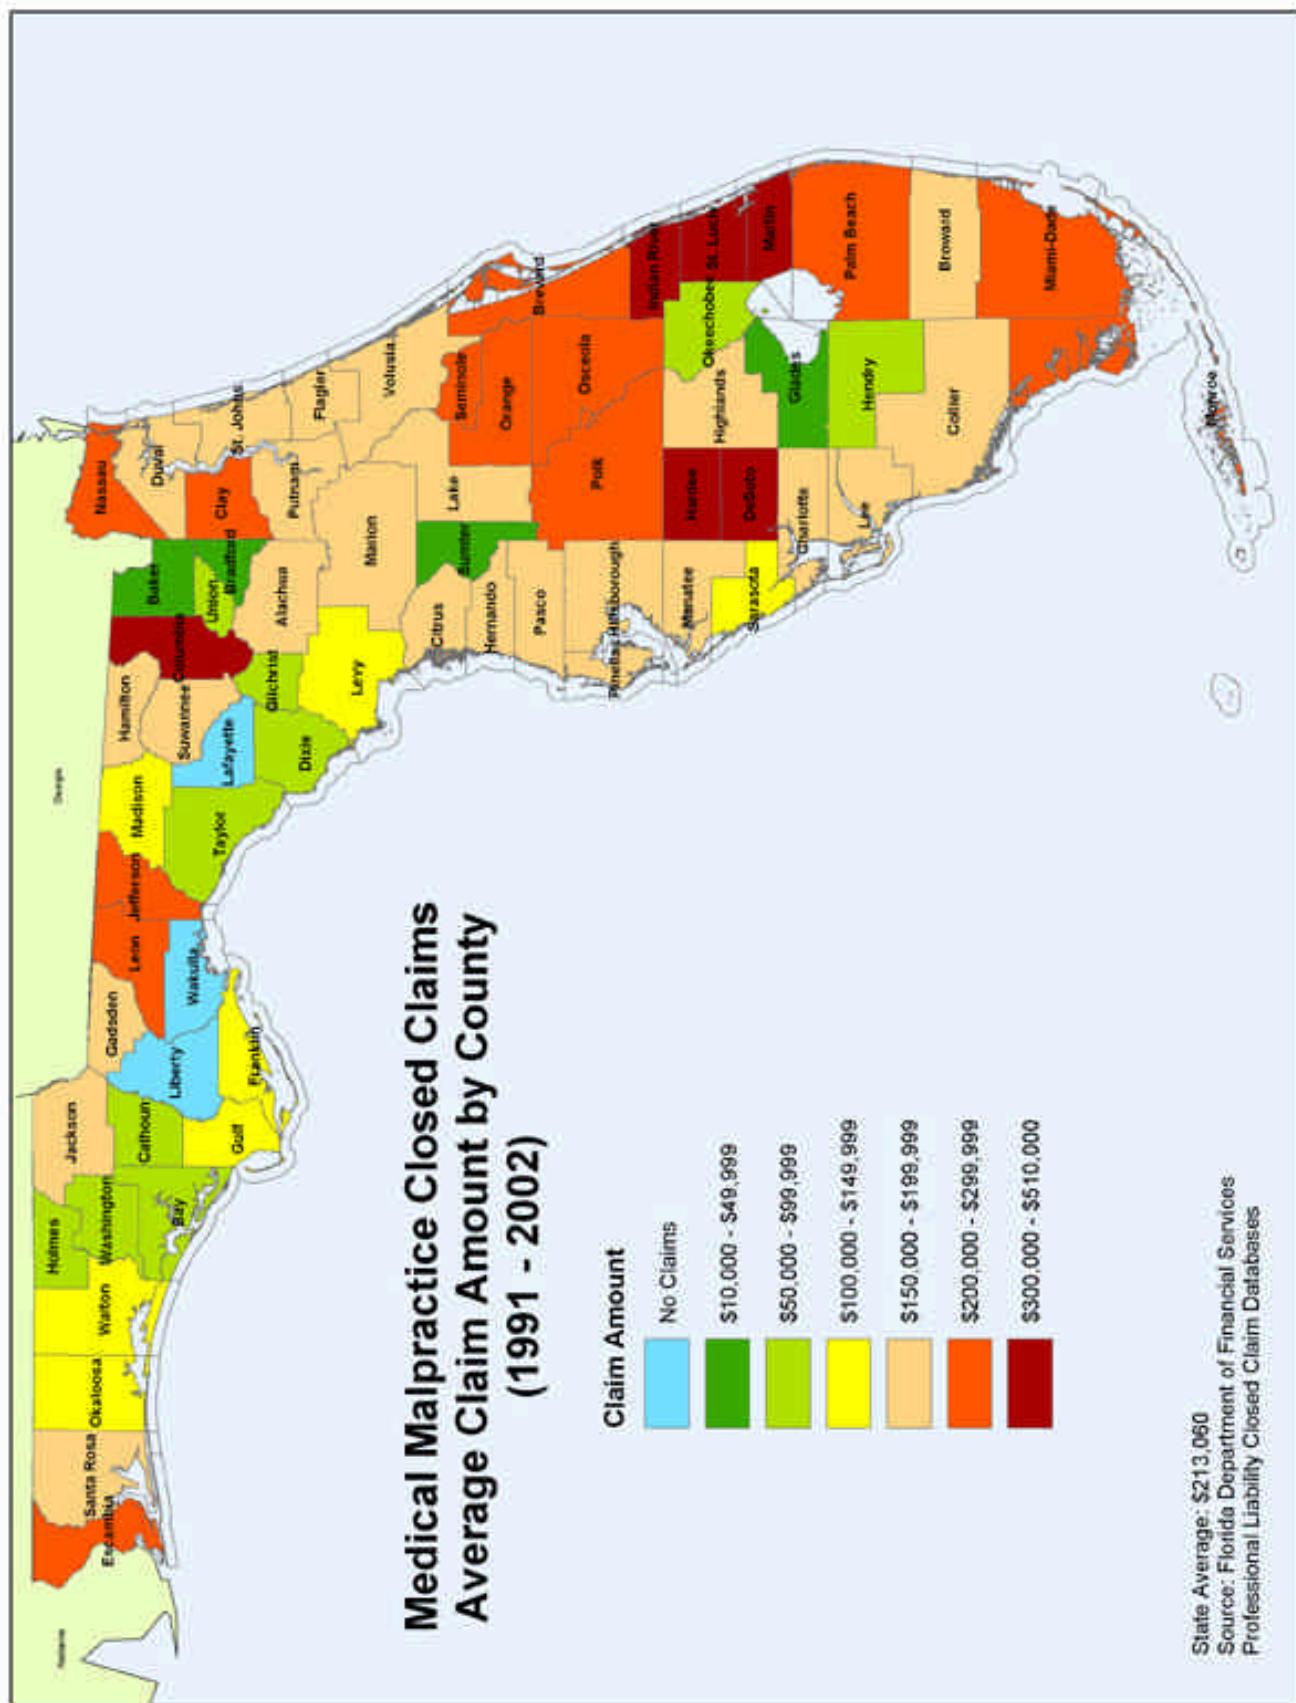 Medical Malpractice Closed Claims
Average Claim Amount by County
(1991 - 2002)
Claim Amount
No Claims
$10,000 - $49,999
$50,000 - $99,999
$100,000 - $149,999
$150,000 - $199,999
$200,000 - $299,999
$300,000 - $510,000
State Average: $213,060
Source: Florida Department of Financial Services
Professional Liability Closed Claim Databases
Georgia
Escambia
Santa Rosa
Okaloosa
Walton
Holmes
Washington
Bay
Jackson
Calhoun
Gulf
Gadsden
Liberty
Franklin
Leon
Wakulla
Jefferson
Madison
Taylor
Hamilton
Suwannee
Lafayette
Dixie
Columbia
Gilchrist
Levy
Baker
Union
Bradford
Alachua
Nassau
Duval
Clay
St. Johns
Putnam
Flagler
Marion
Volusia
Citrus
Sumter
Lake
Hernando
Pasco
Seminole
Orange
Brevard
Osceola
Polk
Pinellas
Hillsborough
Indian River
Hardee
Highlands
Okeechobee
St. Lucie
Manatee
DeSoto
Martin
Sarasota
Charlotte
Glades
Palm Beach
Lee
Hendry
Collier
Broward
Miami-Dade
Monroe